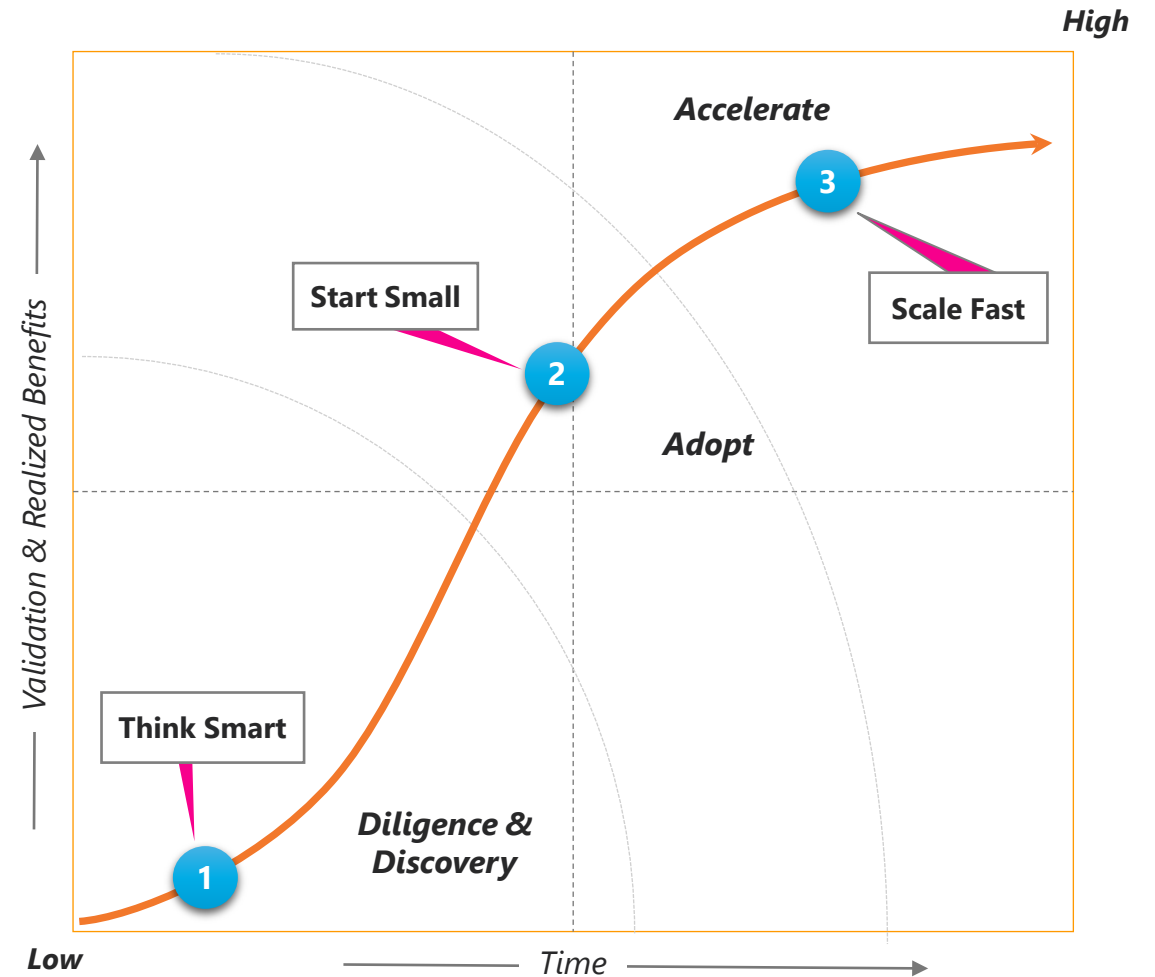 High
Accelerate
3
Start Small
Scale Fast
2
Adopt
Validation & Realized Benefits
Think Smart
Diligence &
Discovery
1
Low
Time